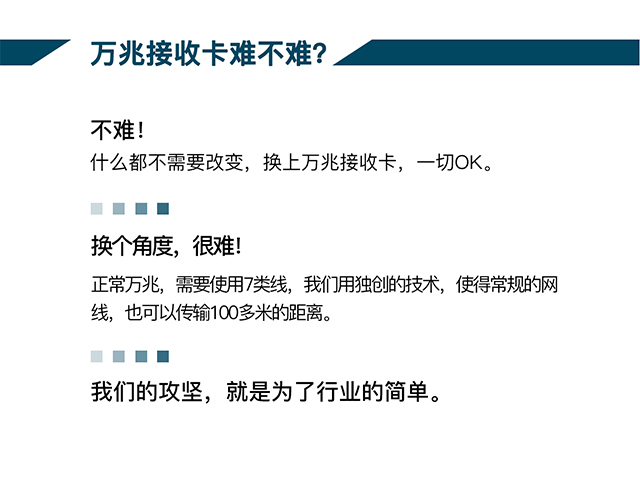 万兆接收卡难不难?
不难！
什么都不需要改变，换上万兆接收卡，一切OK。
换个角度，很难！
正常万兆，需要使用7类线，我们用独创的技术，使得常规的网
线，也可以传输100多米的距离。
我们的攻坚，就是为了行业的简单。